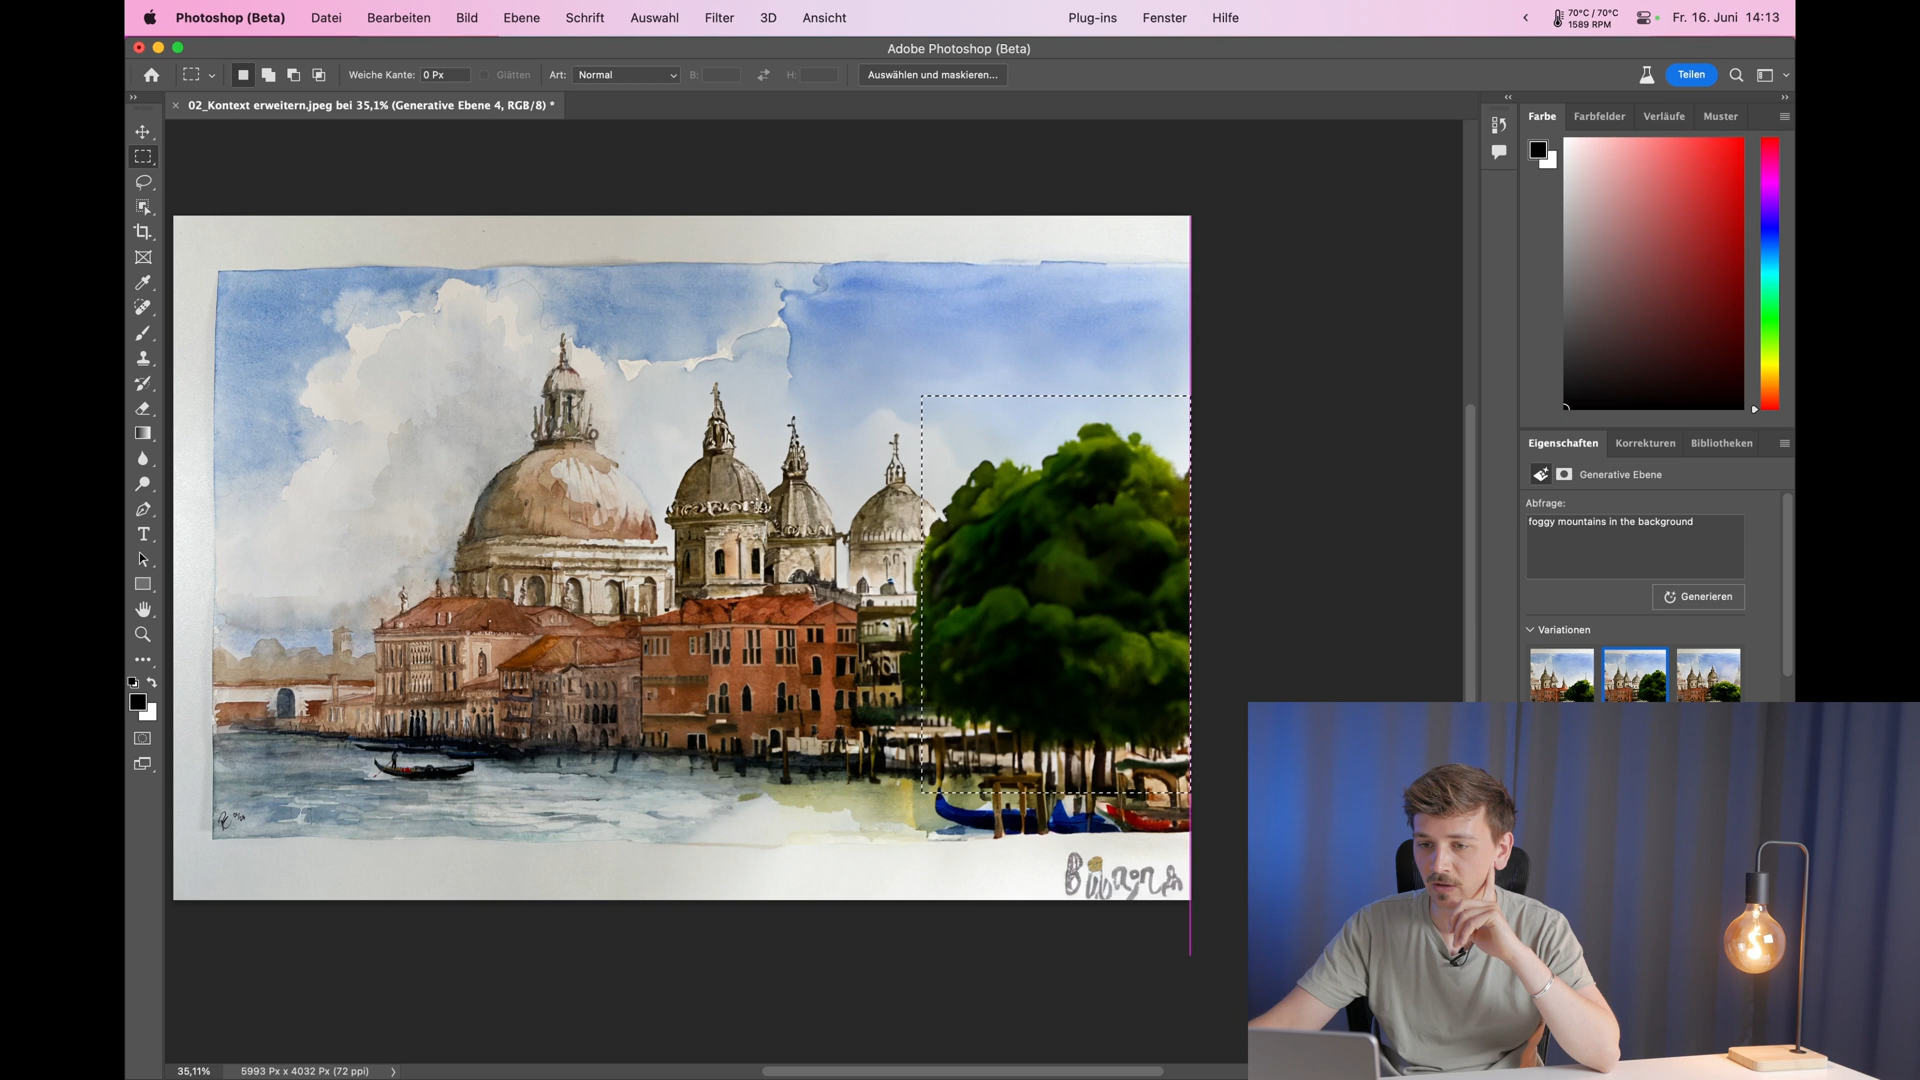 Photoshop (Beta) Datei Bearbeiten Bild Ebene Schrift Auswahl Filter 3D Ansicht Plug-ins Fenster Hilfe 70°C / 70°C Fr. 16. Juni 14:13
1589 RPM
Adobe Photoshop (Beta)
Weiche Kante: 0 Px Glätten Art: Normal B: H: Auswählen und maskieren... Teilen
02_Kontext erweitern.jpeg bei 35,1% (Generative Ebene 4, RGB/8) *
Farbe Farbfelder Verläufe Muster
Eigenschaften Korrekturen Bibliotheken
Generative Ebene
Abfrage:
foggy mountains in the background
Generieren
Variationen
35,11% 5993 Px x 4032 Px (72 ppi)